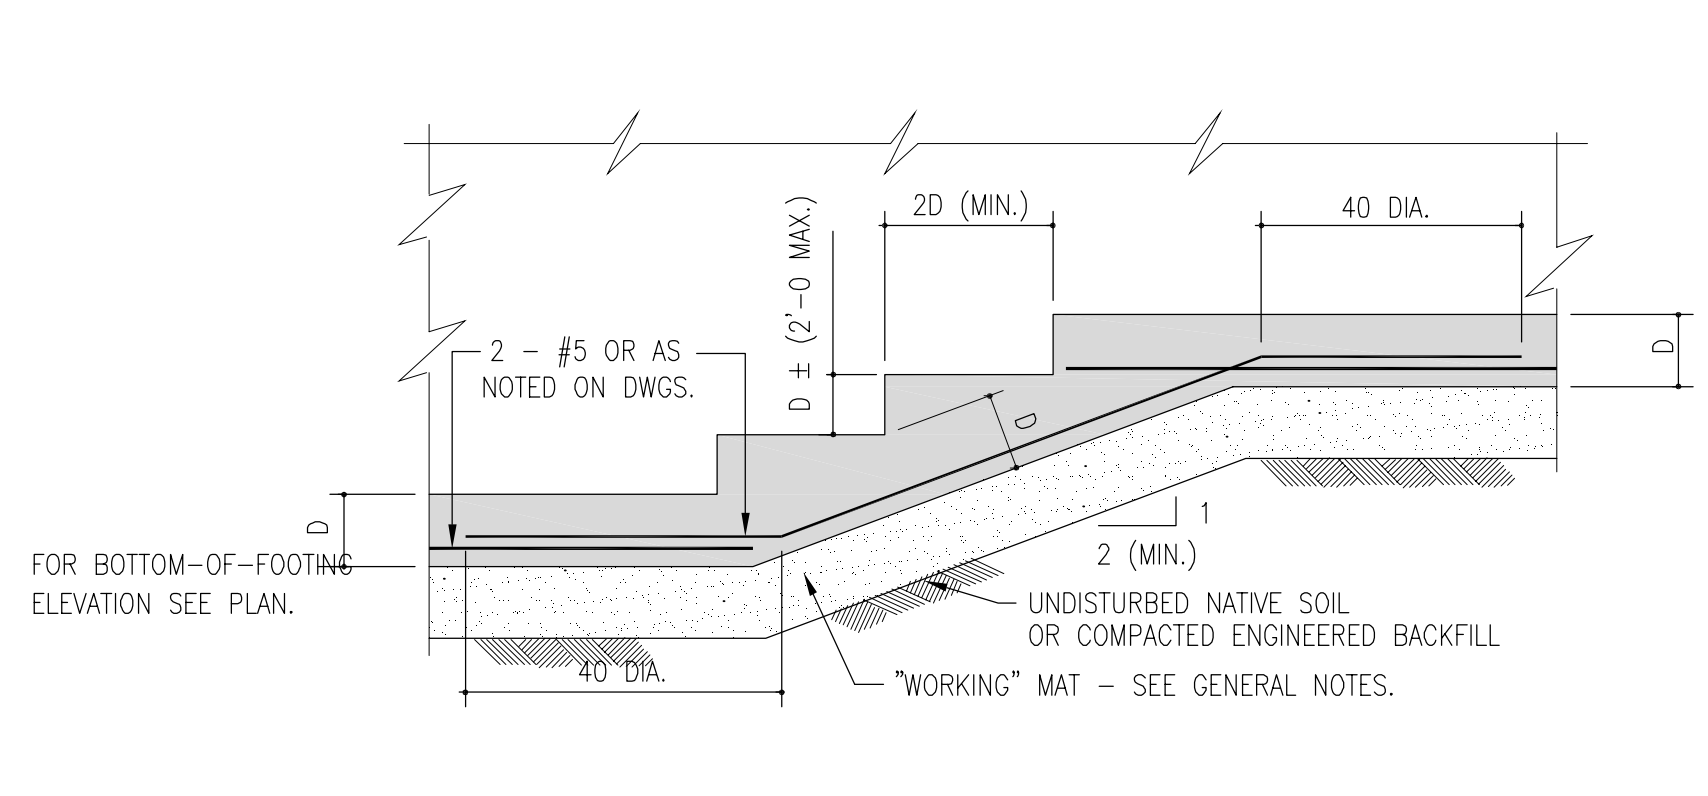 2D (MIN.)
40 DIA.
D ± (2'-0 MAX.)
2 - #5 OR AS
NOTED ON DWGS.
D
D
D
1
2 (MIN.)
FOR BOTTOM-OF-FOOTING
ELEVATION SEE PLAN.
UNDISTURBED NATIVE SOIL
OR COMPACTED ENGINEERED BACKFILL
40 DIA.
"WORKING" MAT - SEE GENERAL NOTES.